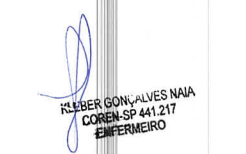 KLEBER GONÇALVES NAIA
COREN-SP 441.217
ENFERMEIRO